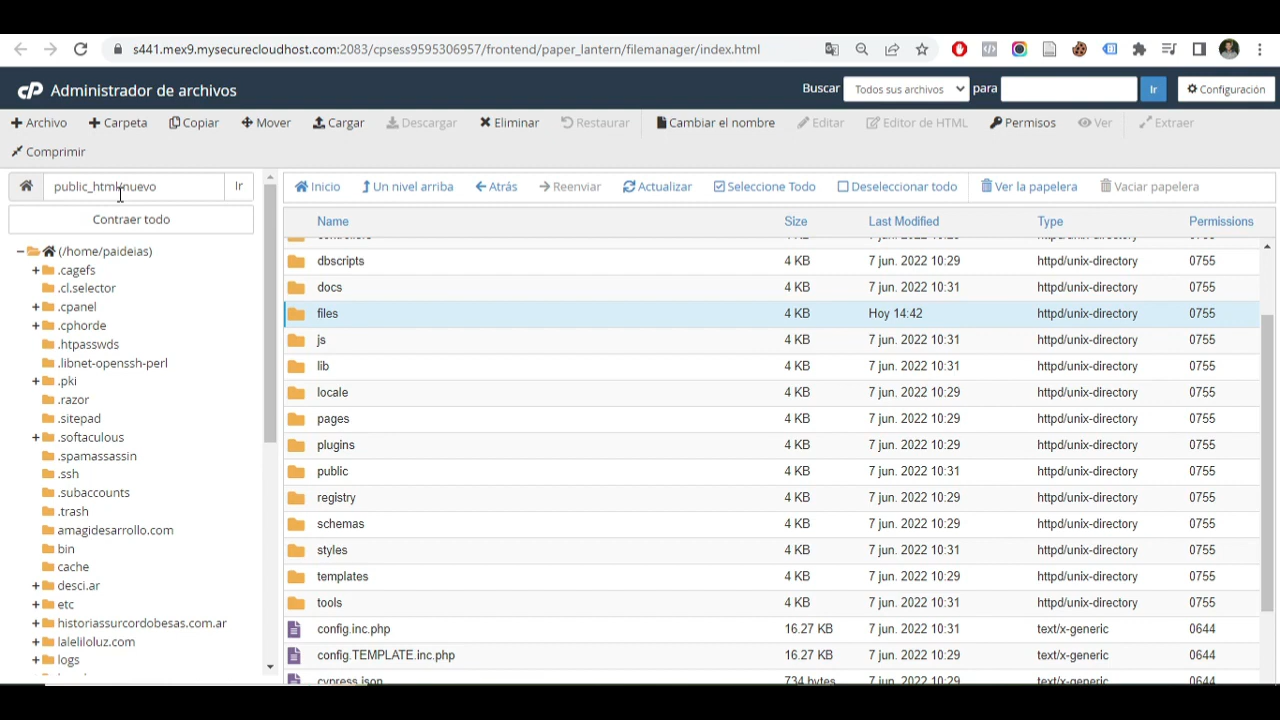 s441.mex9.mysecurecloudhost.com:2083/cpsess9595306957/frontend/paper_lantern/filemanager/index.html
cP Administrador de archivos
Buscar Todos sus archivos para Ir Configuración
Archivo Carpeta Copiar Mover Cargar Descargar Eliminar Restaurar Cambiar el nombre Editar Editor de HTML Permisos Ver Extraer
Comprimir
public_html/nuevo Ir
Contraer todo
(/home/paideias)
.cagefs
.cl.selector
.cpanel
.cphorde
.htpasswds
.libnet-openssh-perl
.pki
.razor
.sitepad
.softaculous
.spamassassin
.ssh
.subaccounts
.trash
amagidesarrollo.com
bin
cache
desci.ar
etc
historiassurcordobesas.com.ar
laleliloluz.com
logs
Inicio Un nivel arriba Atrás Reenviar Actualizar Seleccione Todo Deseleccionar todo Ver la papelera Vaciar papelera
Name Size Last Modified Type Permissions
dbscripts 4 KB 7 jun. 2022 10:29 httpd/unix-directory 0755
docs 4 KB 7 jun. 2022 10:31 httpd/unix-directory 0755
files 4 KB Hoy 14:42 httpd/unix-directory 0755
js 4 KB 7 jun. 2022 10:31 httpd/unix-directory 0755
lib 4 KB 7 jun. 2022 10:31 httpd/unix-directory 0755
locale 4 KB 7 jun. 2022 10:29 httpd/unix-directory 0755
pages 4 KB 7 jun. 2022 10:29 httpd/unix-directory 0755
plugins 4 KB 7 jun. 2022 10:29 httpd/unix-directory 0755
public 4 KB 7 jun. 2022 10:31 httpd/unix-directory 0755
registry 4 KB 7 jun. 2022 10:29 httpd/unix-directory 0755
schemas 4 KB 7 jun. 2022 10:29 httpd/unix-directory 0755
styles 4 KB 7 jun. 2022 10:31 httpd/unix-directory 0755
templates 4 KB 7 jun. 2022 10:29 httpd/unix-directory 0755
tools 4 KB 7 jun. 2022 10:31 httpd/unix-directory 0755
config.inc.php 16.27 KB 7 jun. 2022 10:31 text/x-generic 0644
config.TEMPLATE.inc.php 16.27 KB 7 jun. 2022 10:29 text/x-generic 0644
cypress.json 734 bytes 7 jun. 2022 10:29 text/x-generic 0644